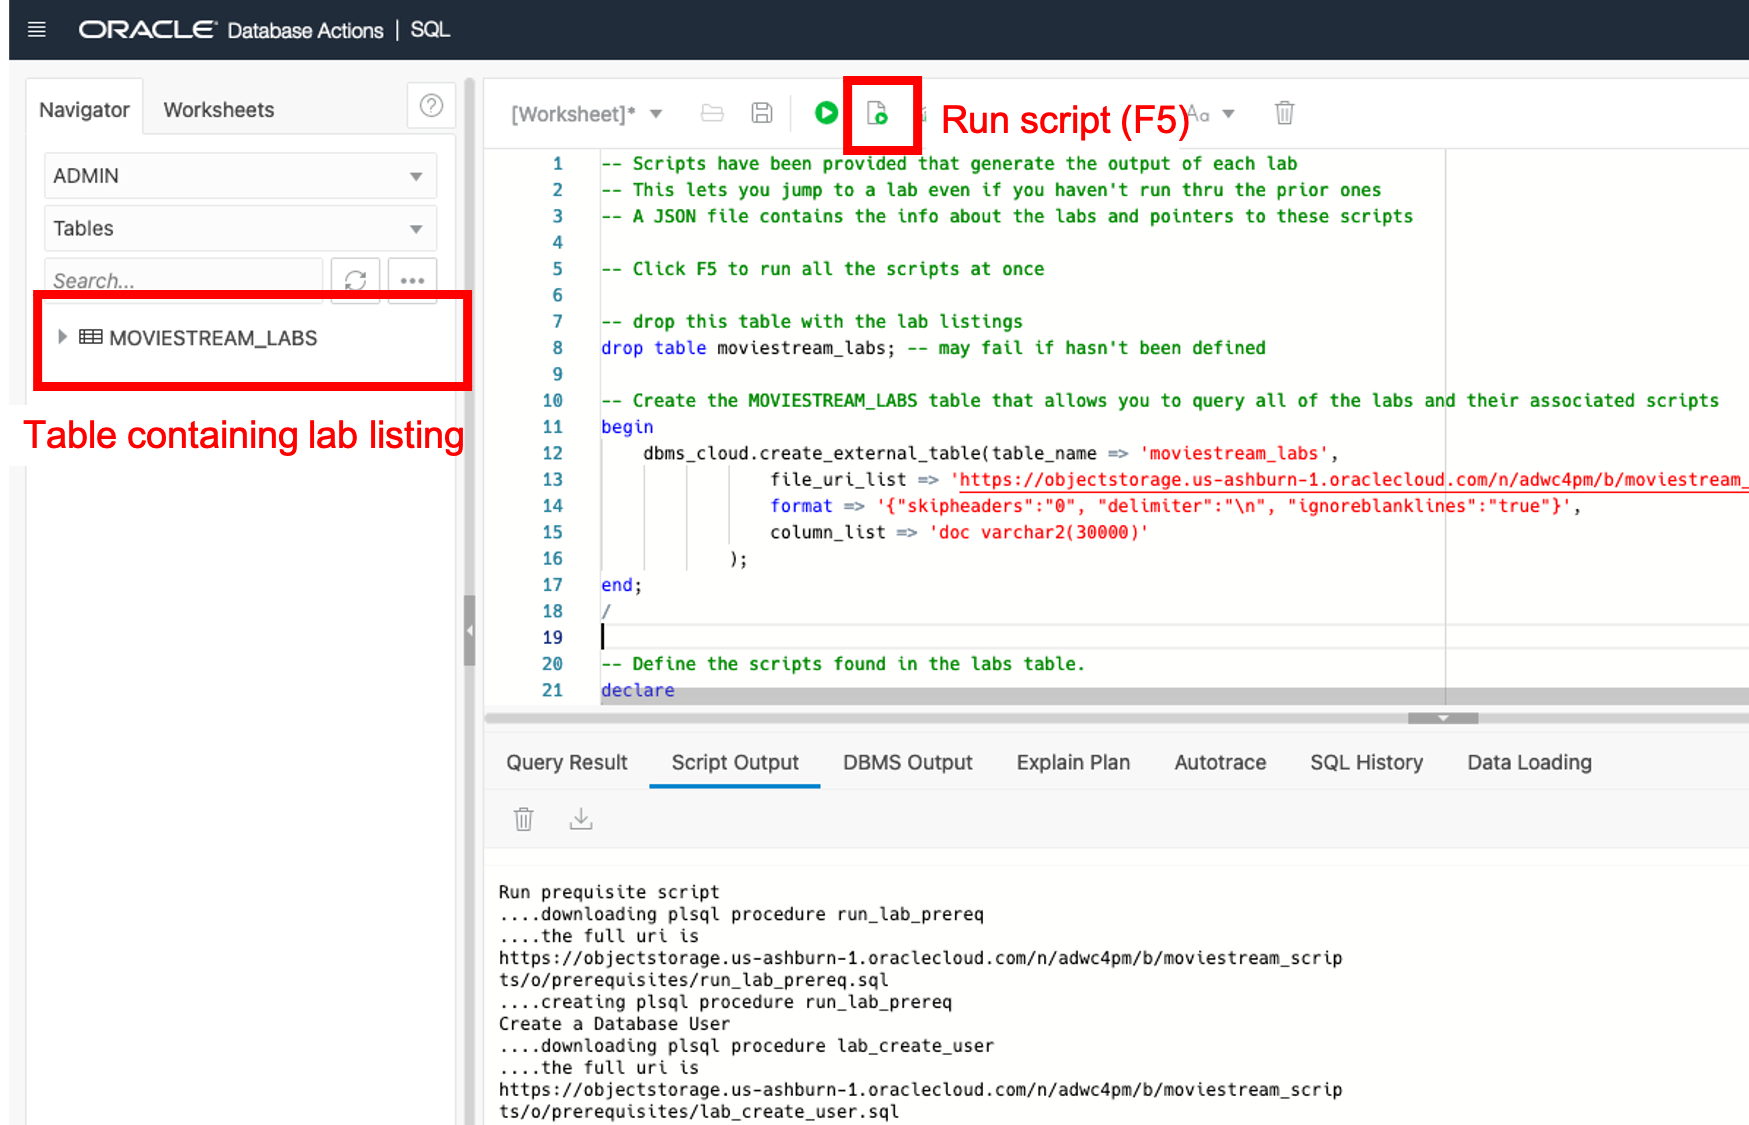 ORACLE Database Actions | SQL
Navigator
Worksheets
ADMIN
Tables
Search...
MOVIESTREAM_LABS
Table containing lab listing
[Worksheet]*
Run script (F5)
Aa
1 -- Scripts have been provided that generate the output of each lab
2 -- This lets you jump to a lab even if you haven't run thru the prior ones
3 -- A JSON file contains the info about the labs and pointers to these scripts
4
5 -- Click F5 to run all the scripts at once
6
7 -- drop this table with the lab listings
8 drop table moviestream_labs; -- may fail if hasn't been defined
9
10 -- Create the MOVIESTREAM_LABS table that allows you to query all of the labs and their associated scripts
11 begin
12 dbms_cloud.create_external_table(table_name => 'moviestream_labs',
13 file_uri_list => 'https://objectstorage.us-ashburn-1.oraclecloud.com/n/adwc4pm/b/moviestream_
14 format => '{"skipheaders":"0", "delimiter":"\n", "ignoreblanklines":"true"}',
15 column_list => 'doc varchar2(30000)'
16 );
17 end;
18 /
19
20 -- Define the scripts found in the labs table.
21 declare
Query Result
Script Output
DBMS Output
Explain Plan
Autotrace
SQL History
Data Loading
Run prequisite script
....downloading plsql procedure run_lab_prereq
....the full uri is
https://objectstorage.us-ashburn-1.oraclecloud.com/n/adwc4pm/b/moviestream_scrip
ts/o/prerequisites/run_lab_prereq.sql
....creating plsql procedure run_lab_prereq
Create a Database User
....downloading plsql procedure lab_create_user
....the full uri is
https://objectstorage.us-ashburn-1.oraclecloud.com/n/adwc4pm/b/moviestream_scrip
ts/o/prerequisites/lab_create_user.sql